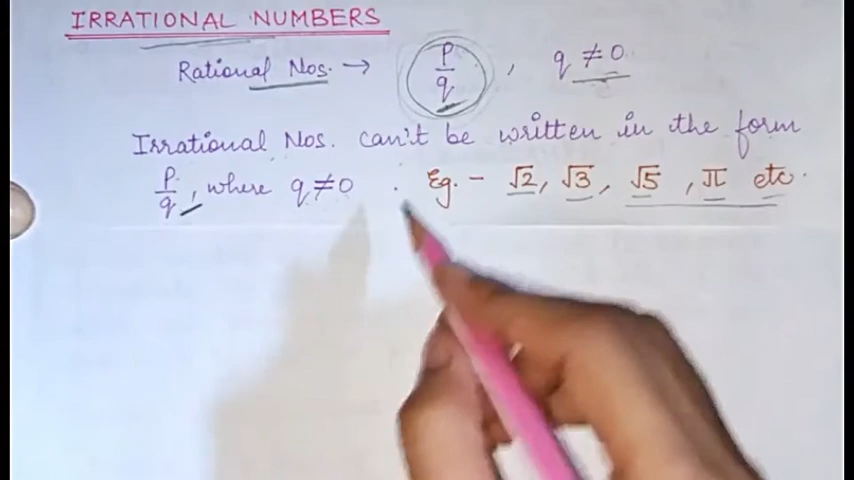 IRRATIONAL NUMBERS
Rational Nos. → p/q , q ≠ 0
Irrational Nos. can't be written in the form
p/q , where q ≠ 0 . Eg. - √2, √3, √5 , π etc.